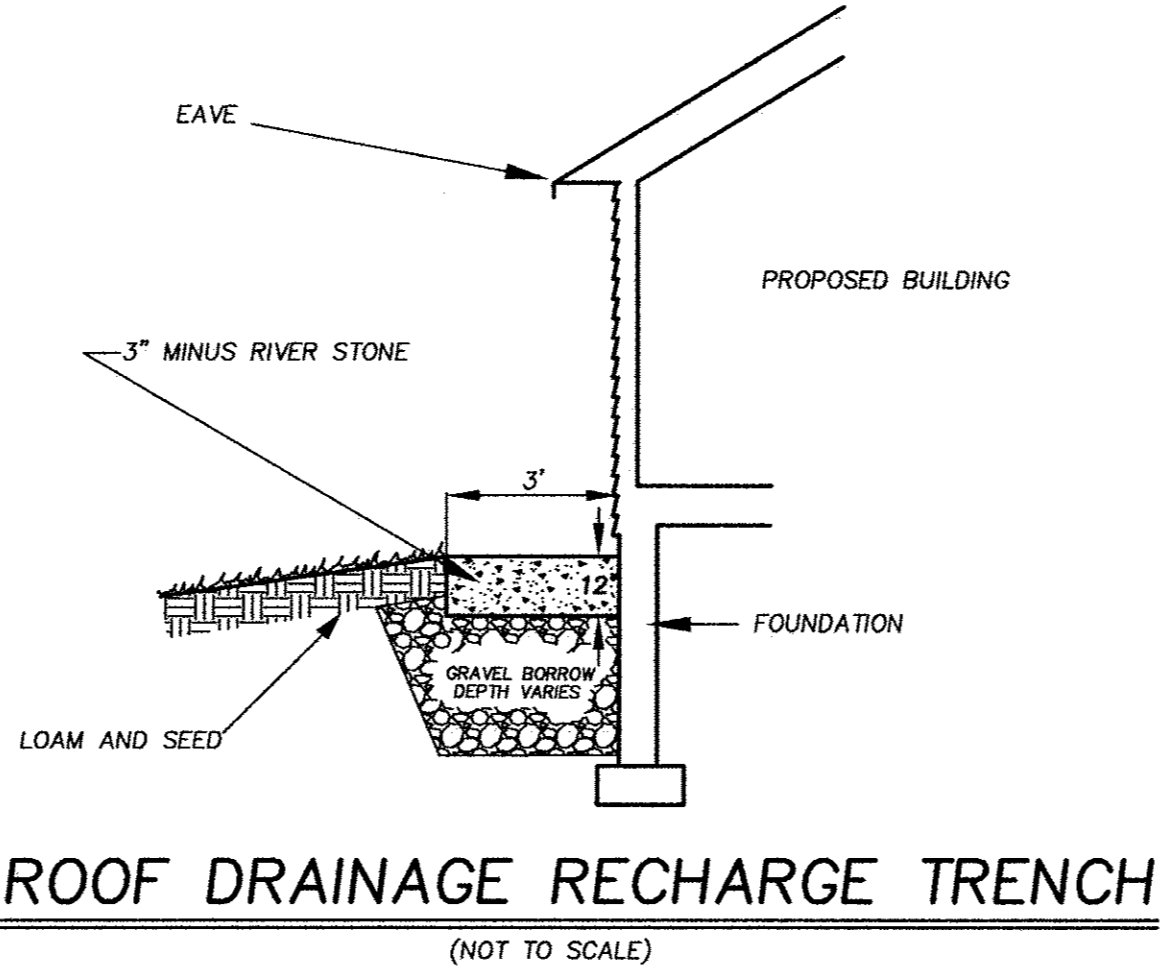 EAVE
PROPOSED BUILDING
3" MINUS RIVER STONE
3'
12
FOUNDATION
GRAVEL BORROW
DEPTH VARIES
LOAM AND SEED
ROOF DRAINAGE RECHARGE TRENCH
(NOT TO SCALE)